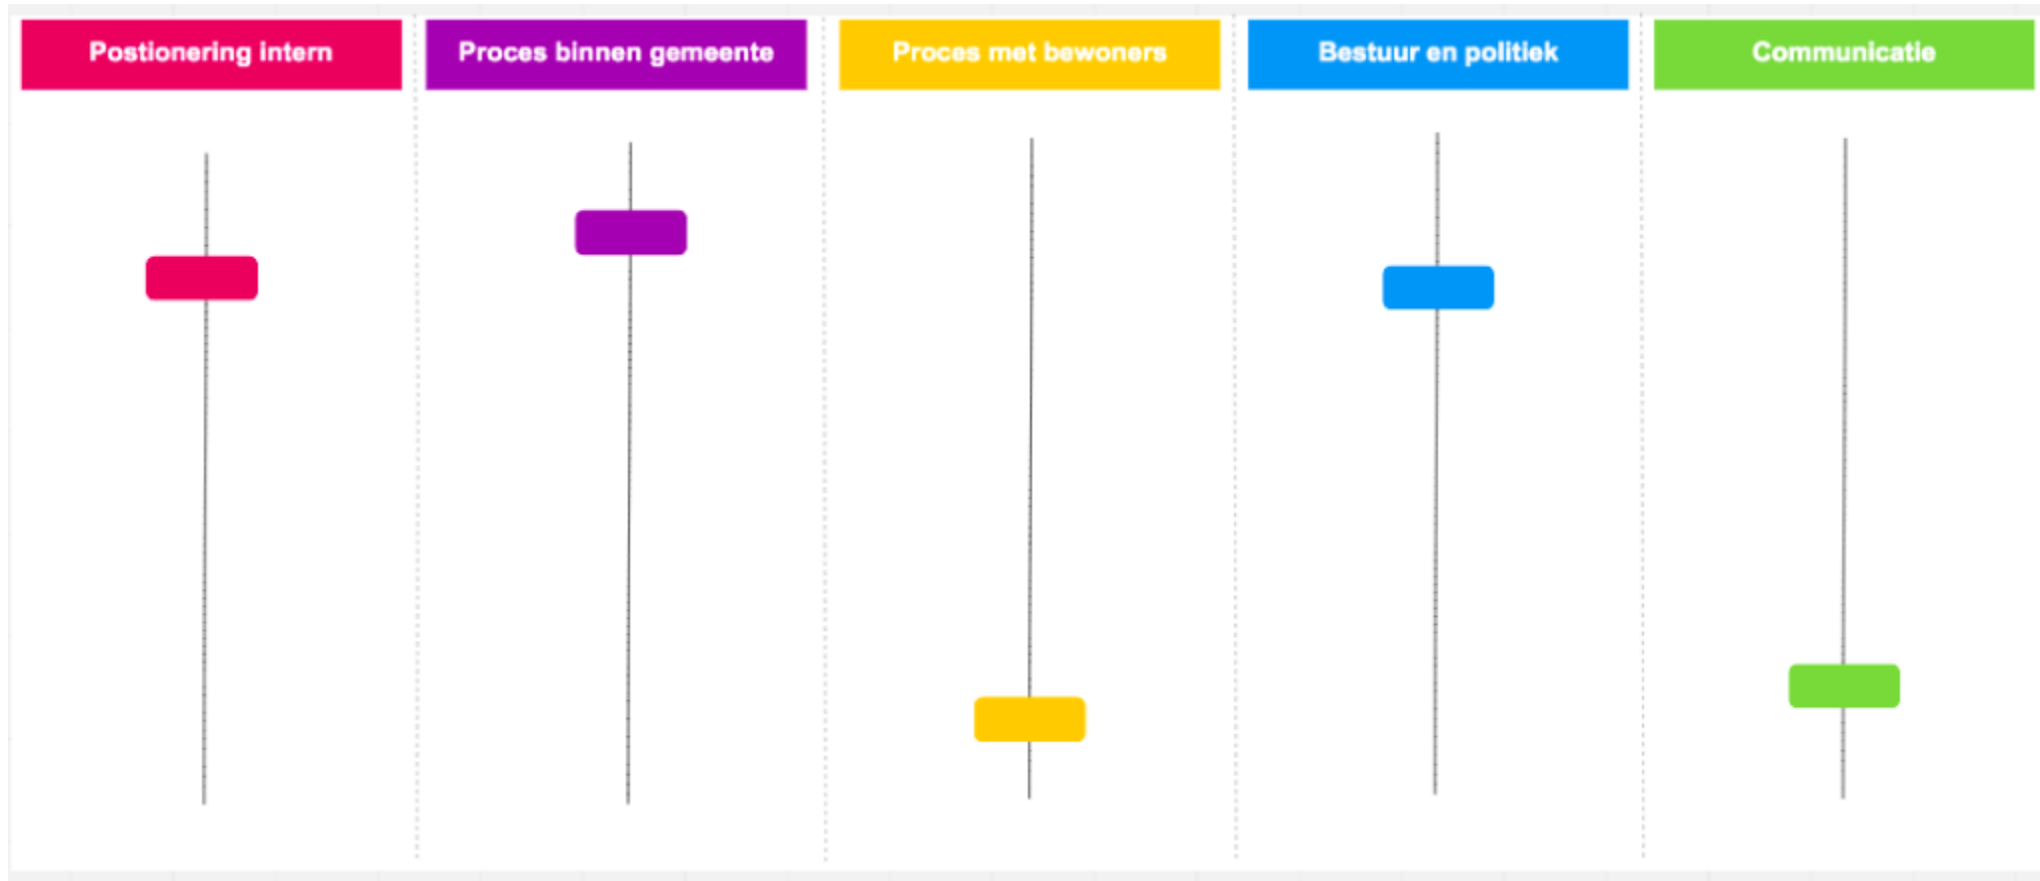 Postionering intern
Proces binnen gemeente
Proces met bewoners
Bestuur en politiek
Communicatie